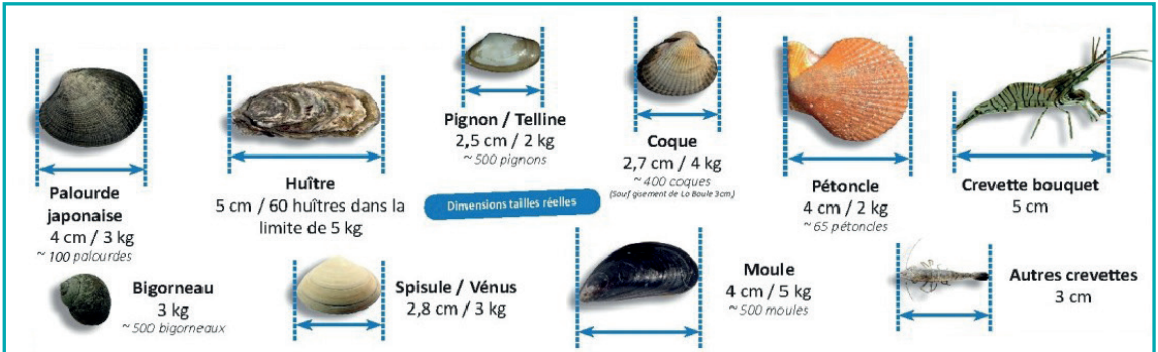 Palourde
japonaise
4 cm / 3 kg
~ 100 palourdes
Huître
5 cm / 60 huîtres dans la
limite de 5 kg
Pignon / Telline
2,5 cm / 2 kg
~ 500 pignons
Coque
2,7 cm / 4 kg
~ 400 coques
(Sauf gisement de La Baule 3cm)
Pétoncle
4 cm / 2 kg
~ 65 pétoncles
Crevette bouquet
5 cm
Dimensions tailles réelles
Bigorneau
3 kg
~ 500 bigorneaux
Spisule / Vénus
2,8 cm / 3 kg
Moule
4 cm / 5 kg
~ 500 moules
Autres crevettes
3 cm